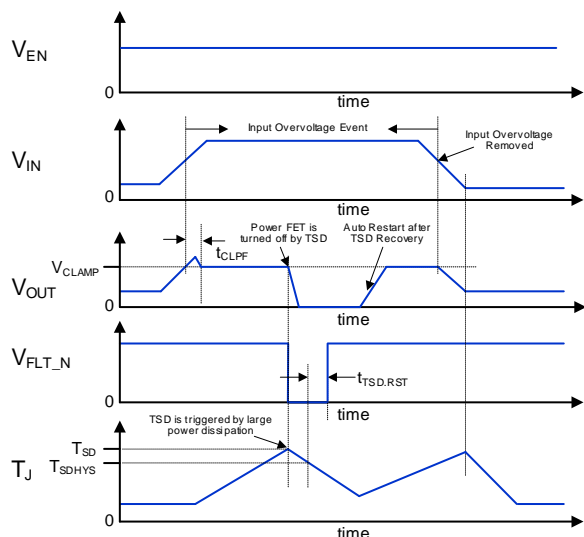 V_EN
0
time
Input Overvoltage Event
V_IN
Input Overvoltage
Removed
0
time
Power FET is
turned off by TSD
Auto Restart after
TSD Recovery
t_CLPF
V_CLAMP
V_OUT
0
time
V_FLT_N
t_TSD.RST
0
time
TSD is triggered by large
power dissipation
T_SD
T_SDHYS
T_J
0
time